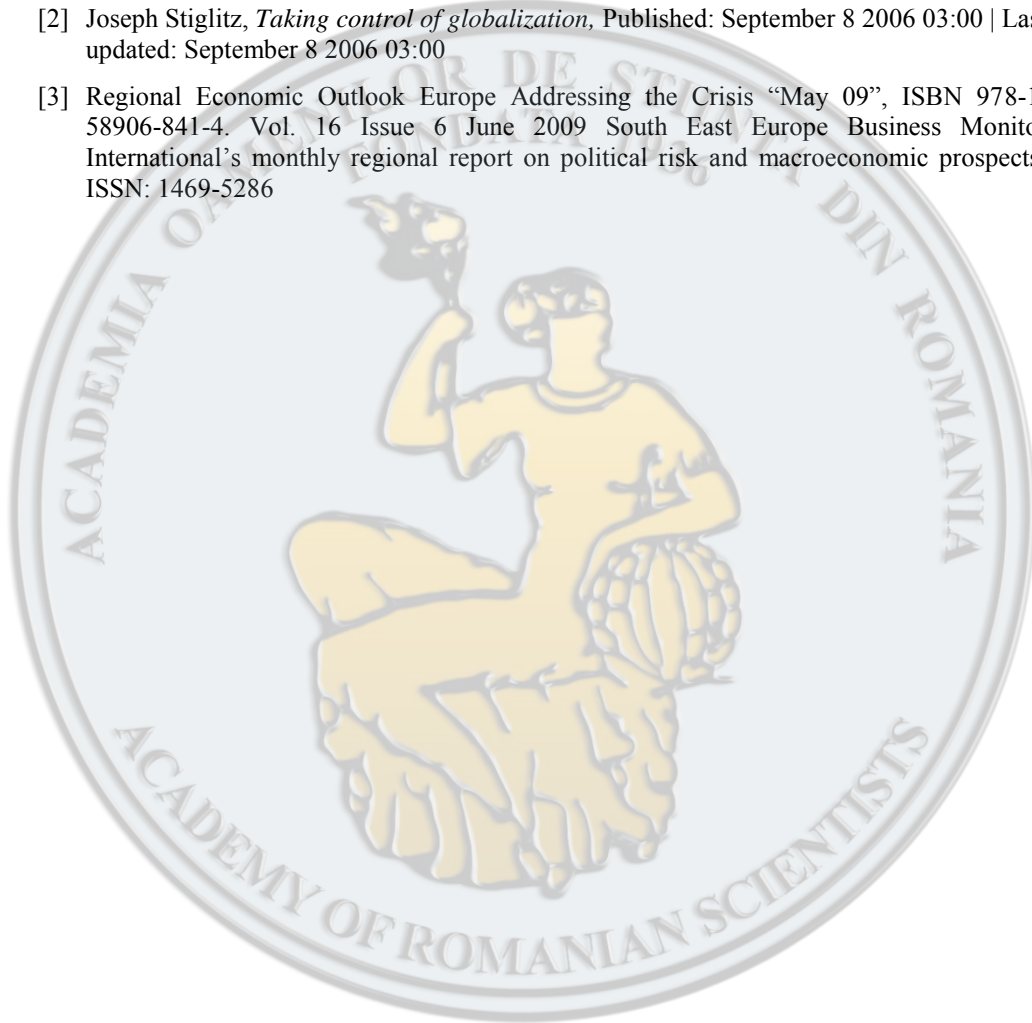 [2] Joseph Stiglitz, Taking control of globalization, Published: September 8 2006 03:00 | Las
updated: September 8 2006 03:00
[3] Regional Economic Outlook Europe Addressing the Crisis “May 09”, ISBN 978-1
58906-841-4. Vol. 16 Issue 6 June 2009 South East Europe Business Monito
International’s monthly regional report on political risk and macroeconomic prospects
ISSN: 1469-5286
ACADEMIA OAMENILOR DE STIINTA DIN ROMANIA
FONDATA
ACADEMY OF ROMANIAN SCIENTISTS